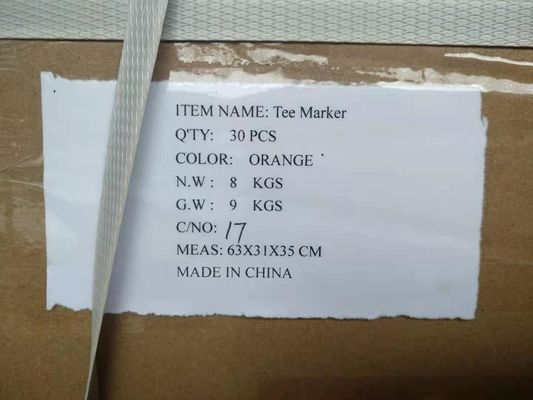 ITEM NAME: Tee Marker
Q'TY: 30 PCS
COLOR: ORANGE
N.W : 8 KGS
G.W : 9 KGS
C/NO: 17
MEAS: 63X31X35 CM
MADE IN CHINA